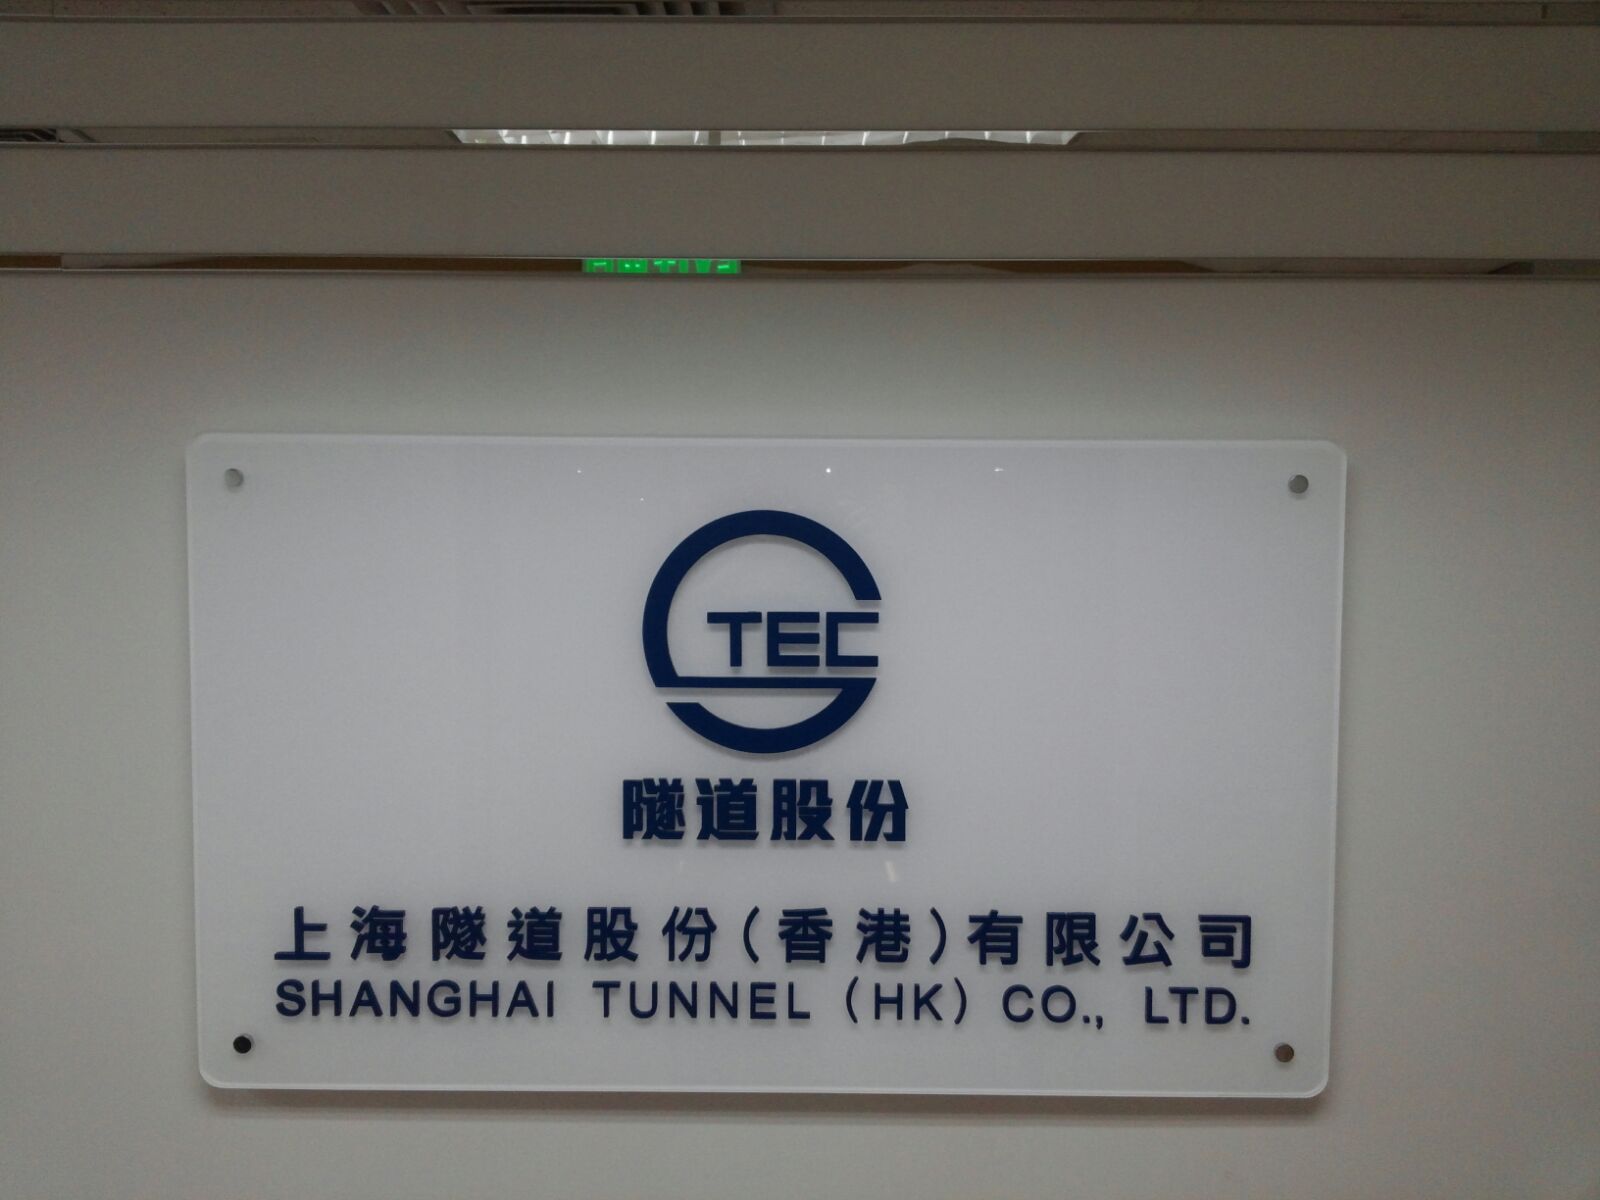 STEC
隧道股份
上海隧道股份(香港)有限公司
SHANGHAI TUNNEL (HK) CO., LTD.